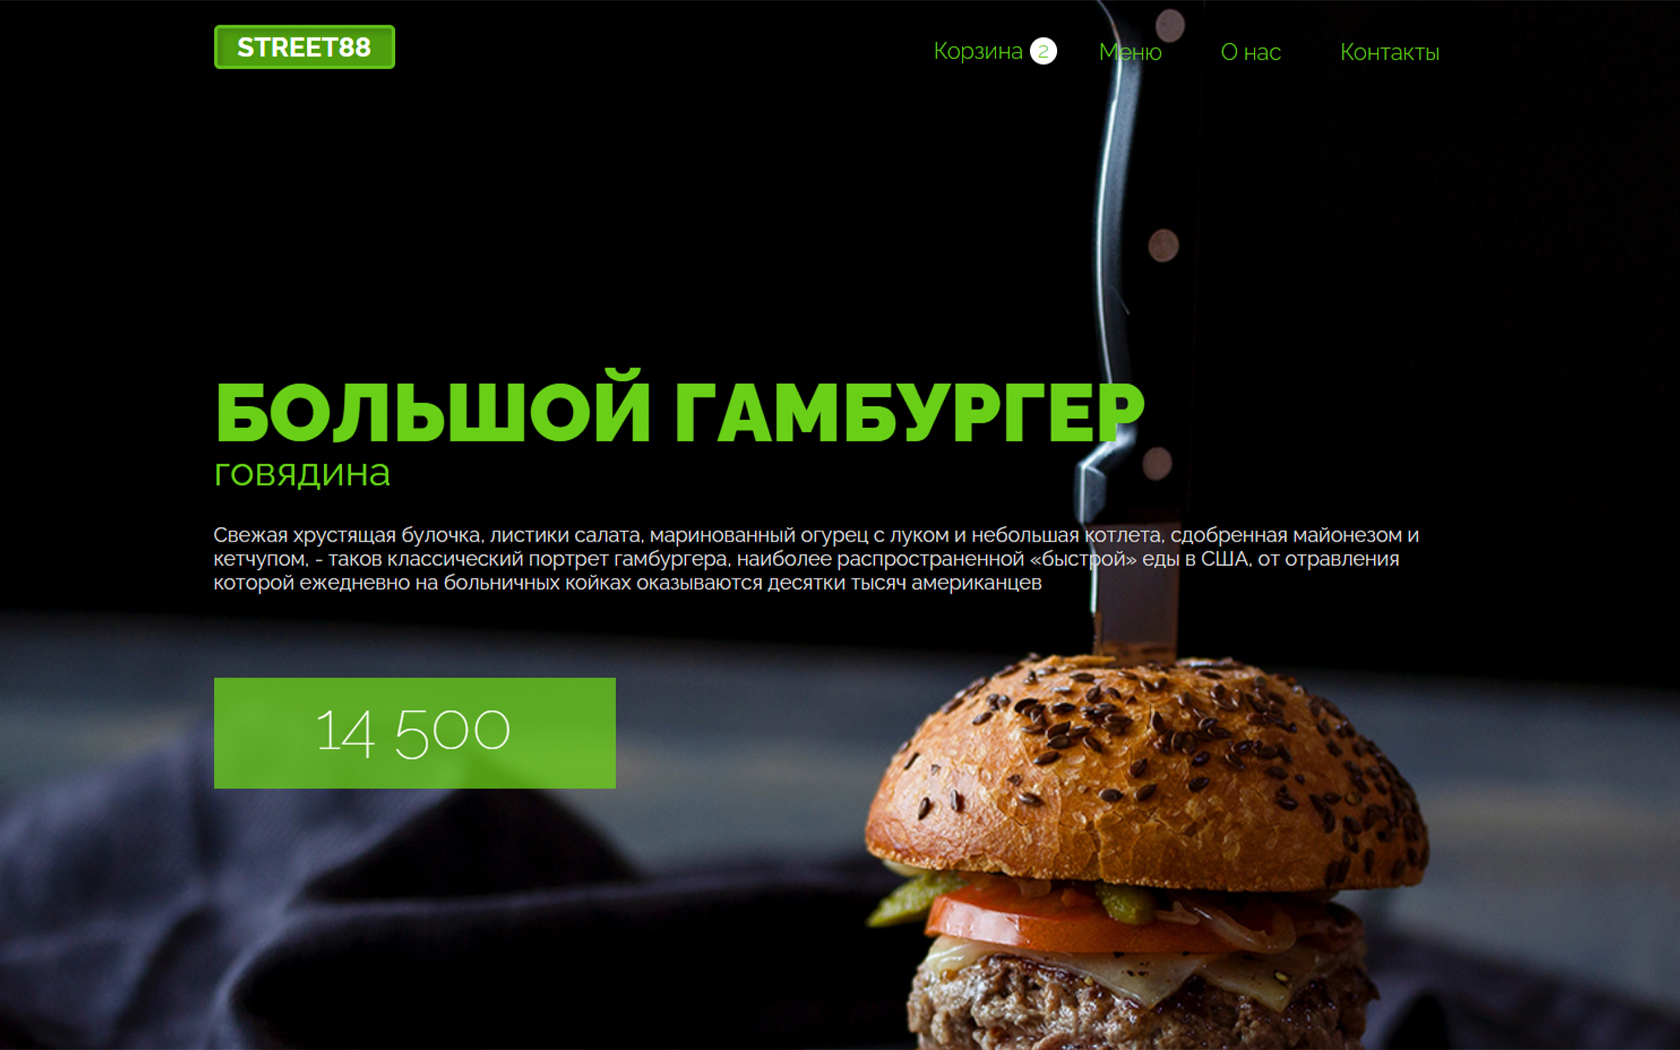 STREET88
Корзина 2 Меню О нас Контакты
БОЛЬШОЙ ГАМБУРГЕР
говядина
Свежая хрустящая булочка, листики салата, маринованный огурец с луком и небольшая котлета, сдобренная майонезом и
кетчупом, - таков классический портрет гамбургера, наиболее распространенной «быстрой» еды в США, от отравления
которой ежедневно на больничных койках оказываются десятки тысяч американцев
14 500